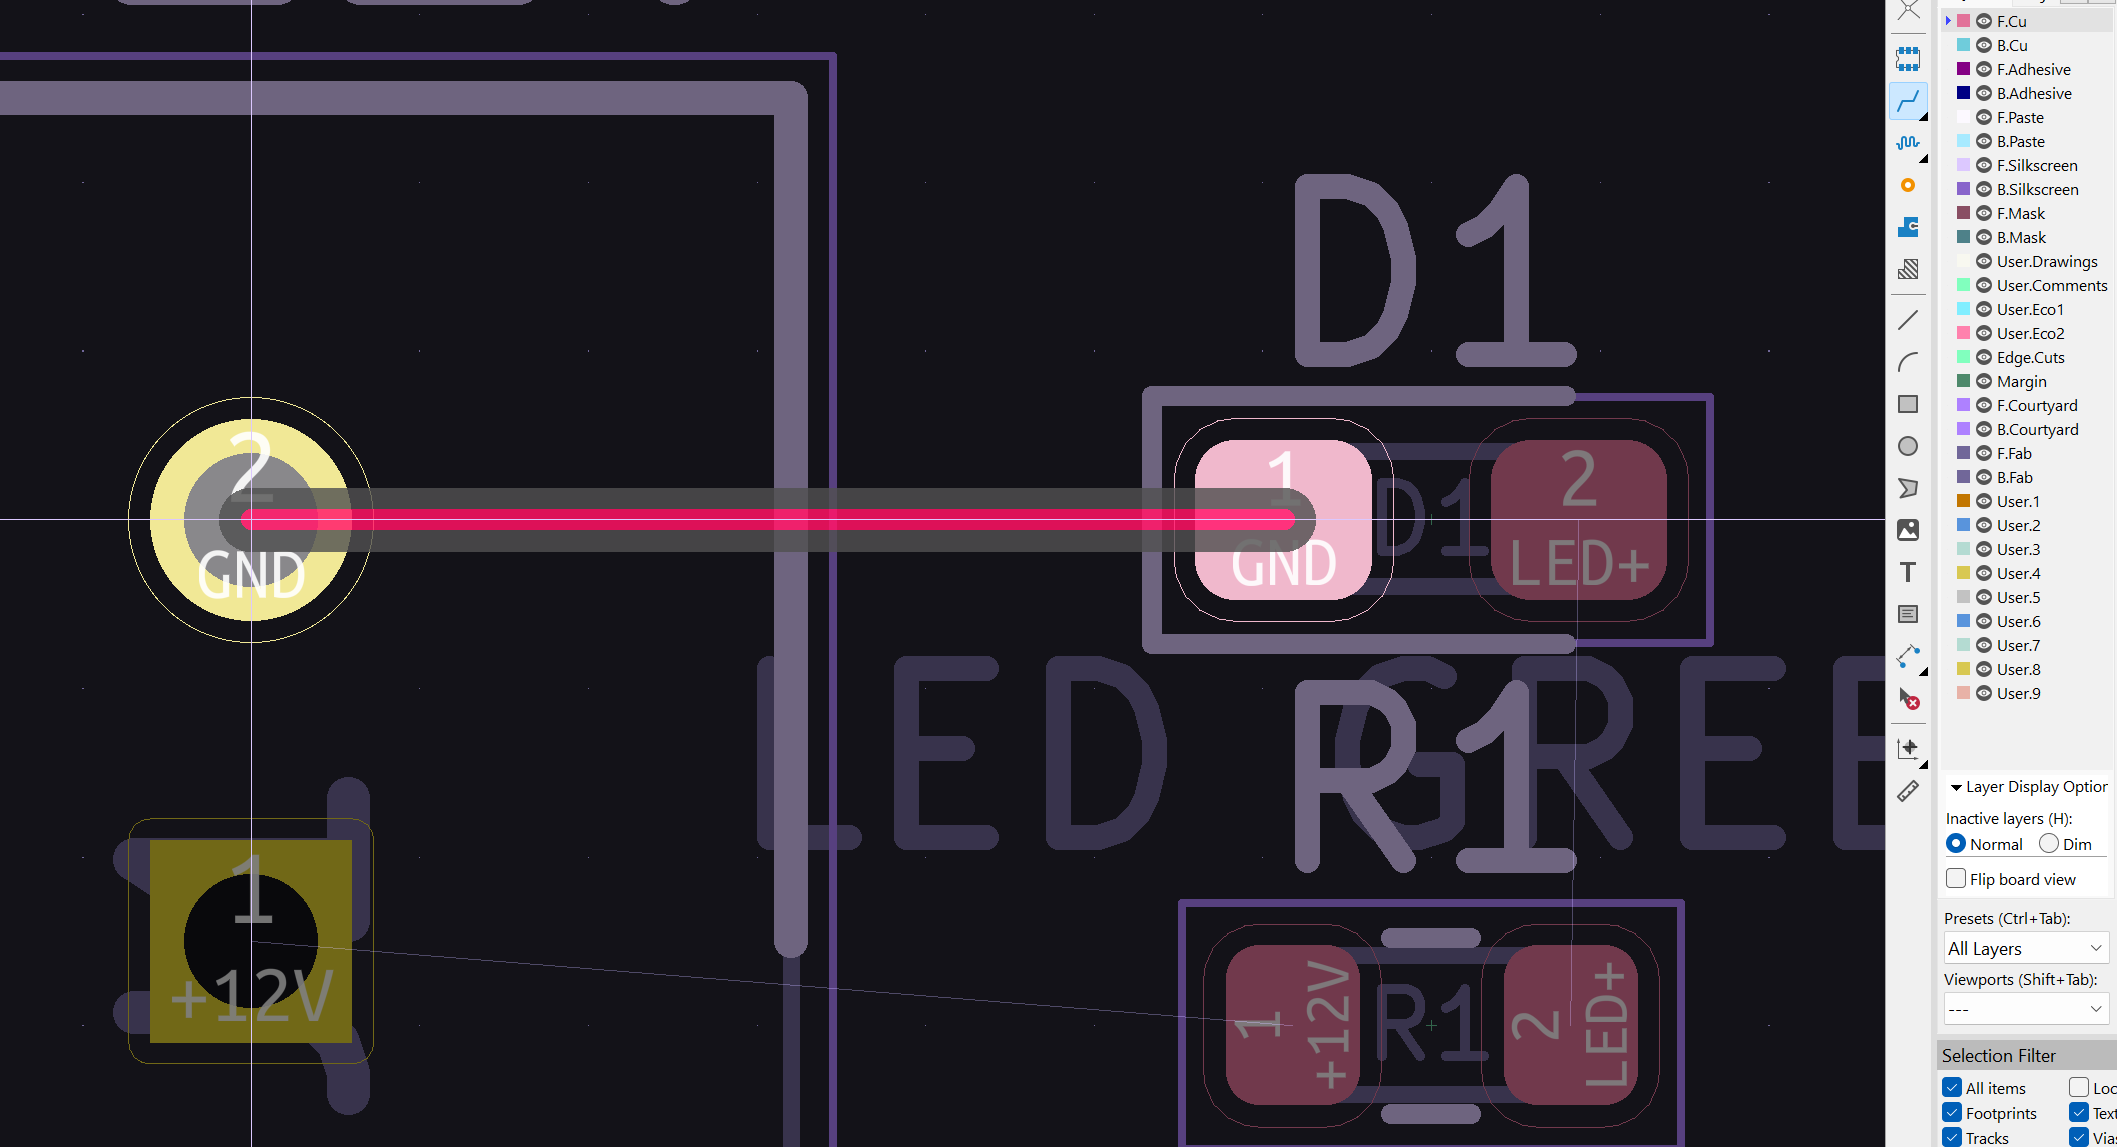 D1
2
GND
1
GND
D1
2
LED+
LED GREE
R1
1
+12V
1
+12V
R1
2
LED+
F.Cu
B.Cu
F.Adhesive
B.Adhesive
F.Paste
B.Paste
F.Silkscreen
B.Silkscreen
F.Mask
B.Mask
User.Drawings
User.Comments
User.Eco1
User.Eco2
Edge.Cuts
Margin
F.Courtyard
B.Courtyard
F.Fab
B.Fab
User.1
User.2
User.3
User.4
User.5
User.6
User.7
User.8
User.9
Layer Display Option
Inactive layers (H):
Normal Dim
Flip board view
Presets (Ctrl+Tab):
All Layers
Viewports (Shift+Tab):
---
Selection Filter
All items Loc
Footprints Text
Tracks Vias